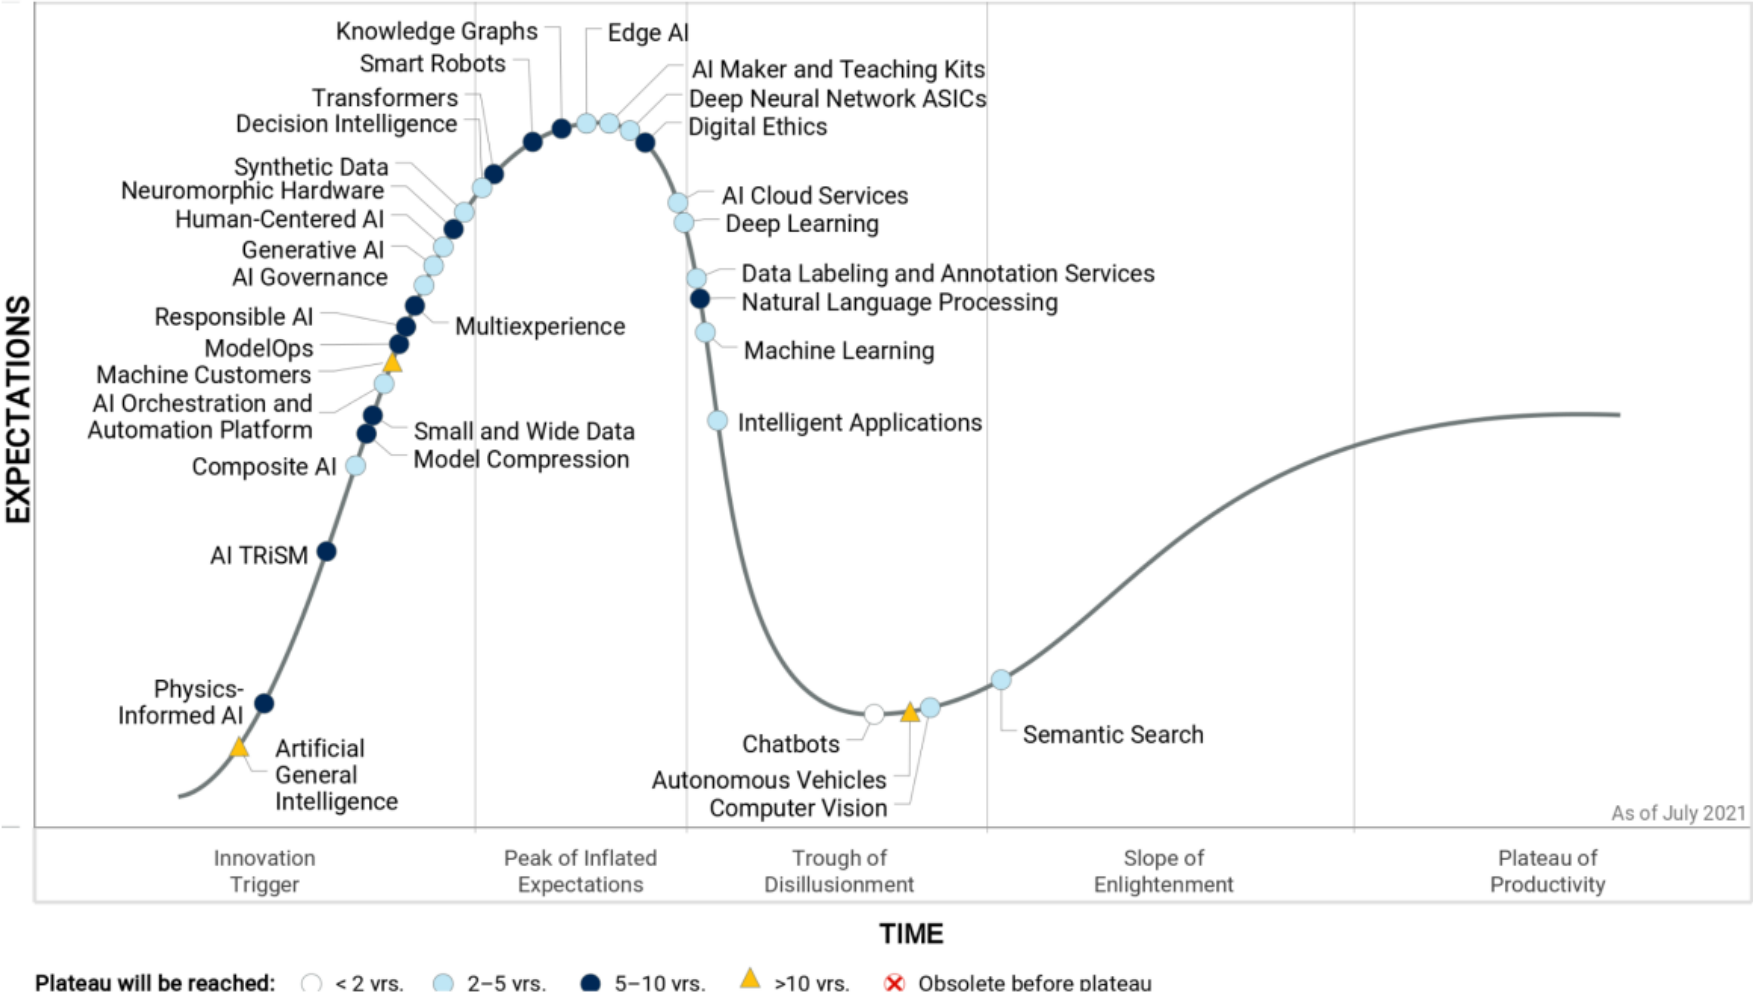 Knowledge Graphs
Edge AI
Smart Robots
AI Maker and Teaching Kits
Transformers
Deep Neural Network ASICs
Decision Intelligence
Digital Ethics
Synthetic Data
Neuromorphic Hardware
AI Cloud Services
Human-Centered AI
Deep Learning
Generative AI
AI Governance
Data Labeling and Annotation Services
Natural Language Processing
Responsible AI
Multiexperience
ModelOps
Machine Learning
Machine Customers
AI Orchestration and
Automation Platform
Intelligent Applications
Small and Wide Data
Model Compression
Composite AI
EXPECTATIONS
AI TRiSM
Physics-
Informed AI
Artificial
General
Intelligence
Chatbots
Semantic Search
Autonomous Vehicles
Computer Vision
As of July 2021
Innovation
Trigger
Peak of Inflated
Expectations
Trough of
Disillusionment
Slope of
Enlightenment
Plateau of
Productivity
TIME
Plateau will be reached: < 2 yrs. 2–5 yrs. 5–10 yrs. >10 yrs. Obsolete before plateau